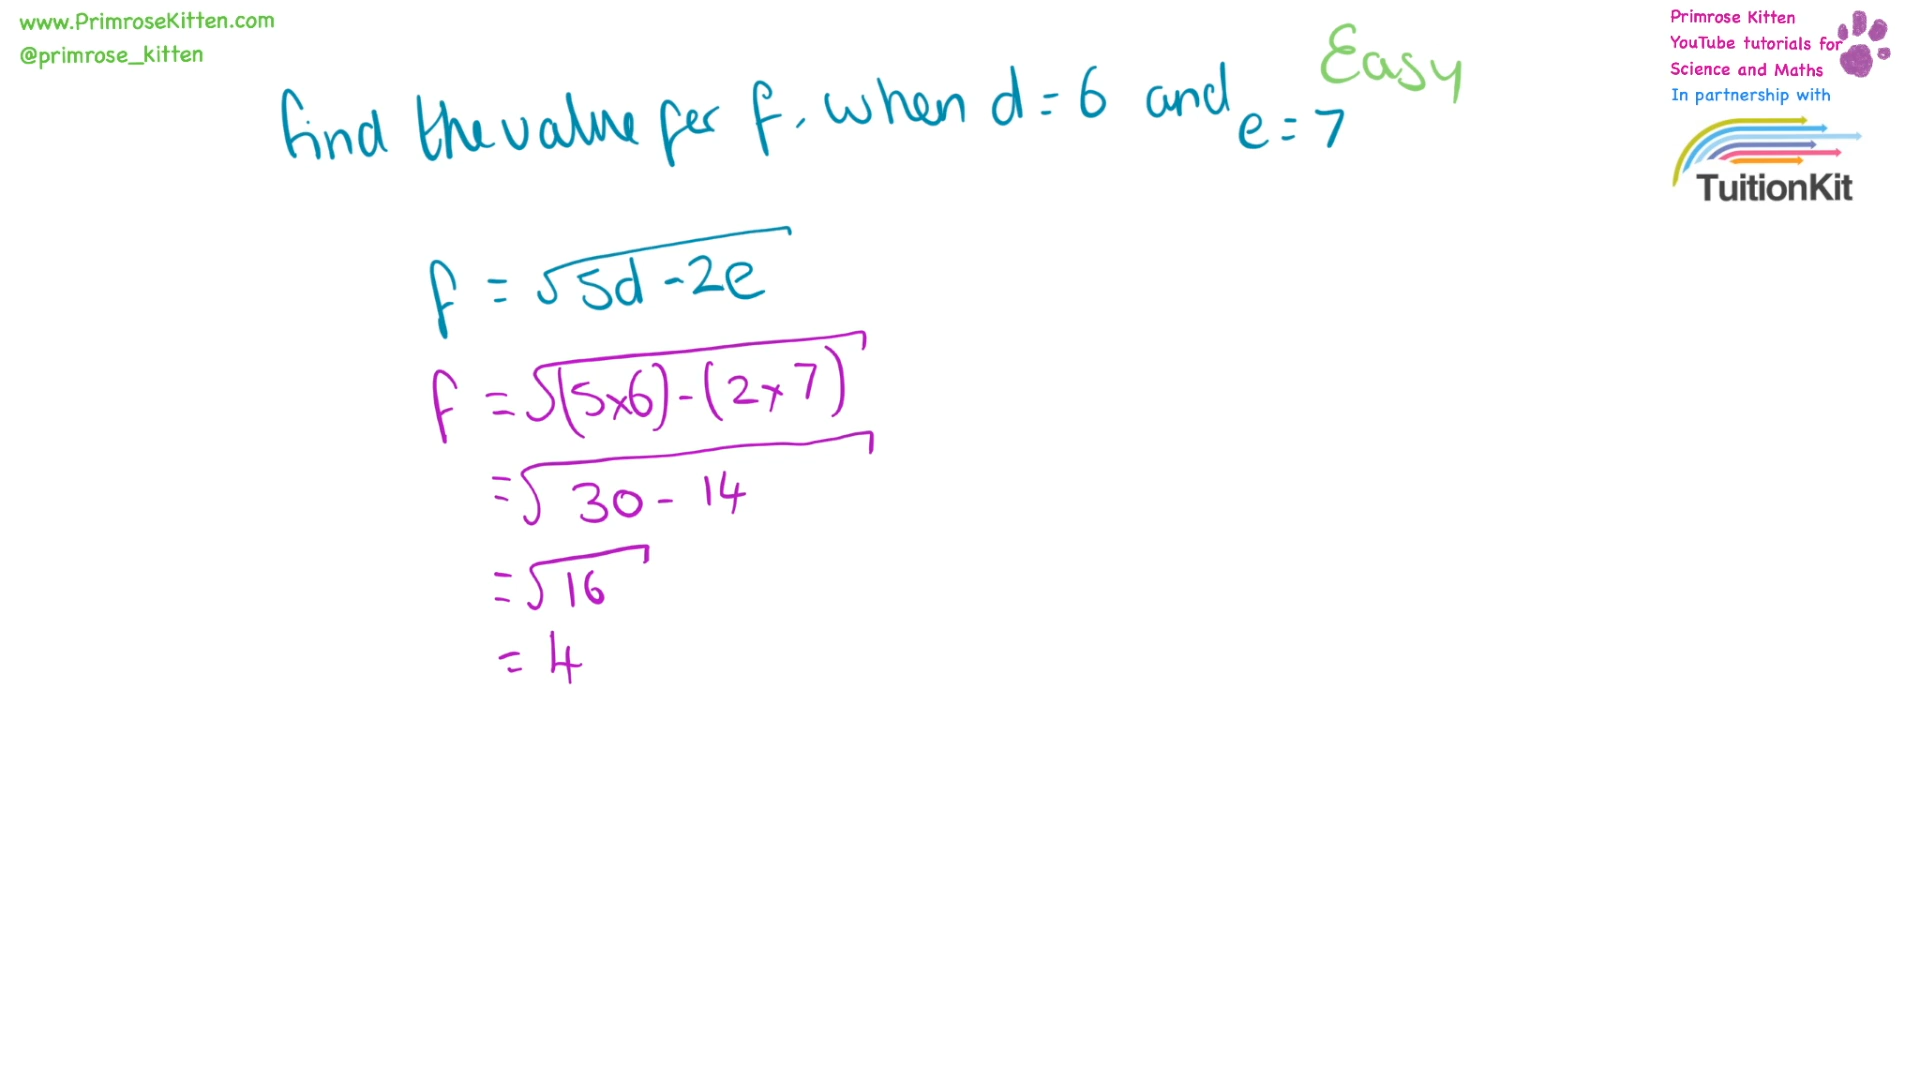 www.PrimroseKitten.com
@primrose_kitten
Easy
Primrose Kitten
YouTube tutorials for
Science and Maths
In partnership with
TuitionKit
find the value for f, when d = 6 and e = 7
f = √5d - 2e
f = √(5x6) - (2x7)
= √30 - 14
= √16
= 4